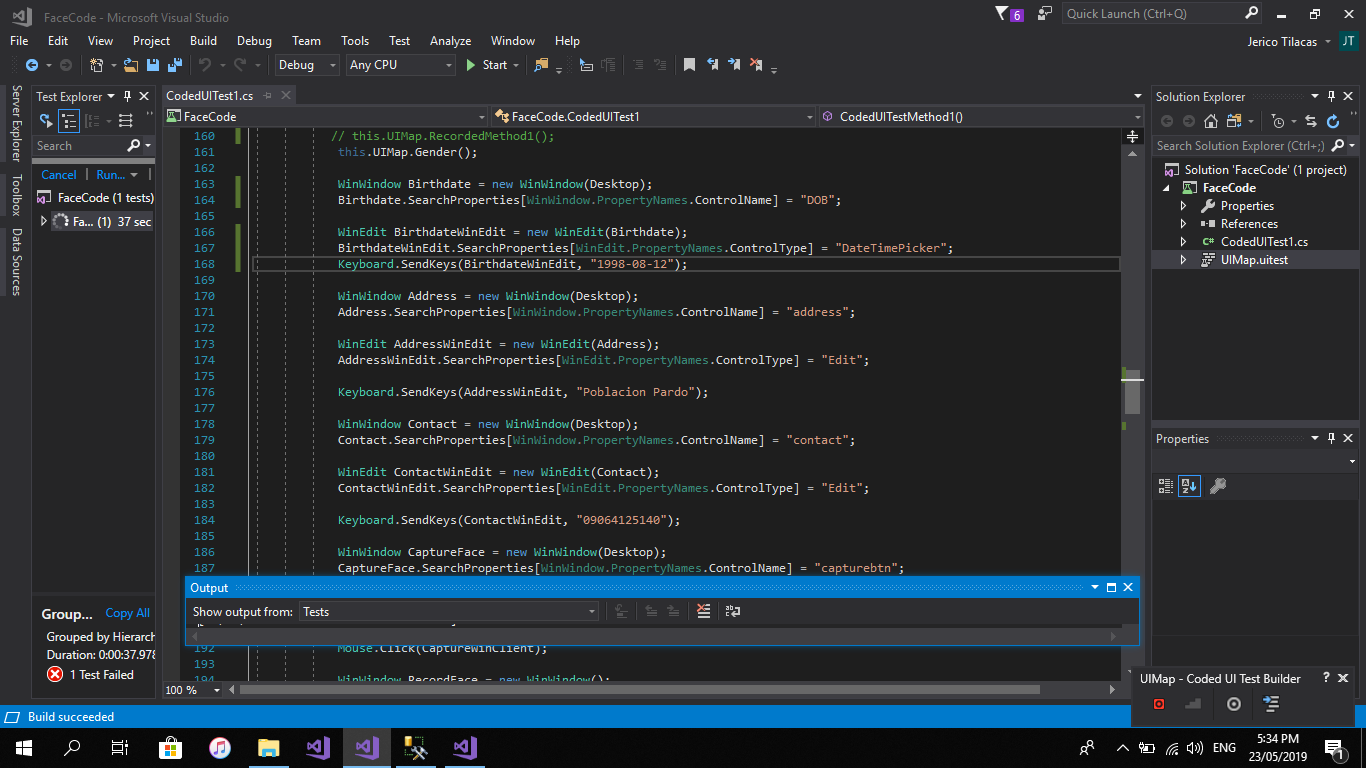 FaceCode - Microsoft Visual Studio
6
Quick Launch (Ctrl+Q)
File Edit View Project Build Debug Team Tools Test Analyze Window Help
Jerico Tilacas
JT
Debug Any CPU Start
Server Explorer
Toolbox
Data Sources
Test Explorer
Search
Cancel Run...
FaceCode (1 tests)
Fa... (1) 37 sec
Group... Copy All
Grouped by Hierarch
Duration: 0:00:37.978
1 Test Failed
CodedUITest1.cs
FaceCode FaceCode.CodedUITest1 CodedUITestMethod1()
160 // this.UIMap.RecordedMethod1();
161 this.UIMap.Gender();
162
163 WinWindow Birthdate = new WinWindow(Desktop);
164 Birthdate.SearchProperties[WinWindow.PropertyNames.ControlName] = "DOB";
165
166 WinEdit BirthdateWinEdit = new WinEdit(Birthdate);
167 BirthdateWinEdit.SearchProperties[WinEdit.PropertyNames.ControlType] = "DateTimePicker";
168 Keyboard.SendKeys(BirthdateWinEdit, "1998-08-12");
169
170 WinWindow Address = new WinWindow(Desktop);
171 Address.SearchProperties[WinWindow.PropertyNames.ControlName] = "address";
172
173 WinEdit AddressWinEdit = new WinEdit(Address);
174 AddressWinEdit.SearchProperties[WinEdit.PropertyNames.ControlType] = "Edit";
175
176 Keyboard.SendKeys(AddressWinEdit, "Poblacion Pardo");
177
178 WinWindow Contact = new WinWindow(Desktop);
179 Contact.SearchProperties[WinWindow.PropertyNames.ControlName] = "contact";
180
181 WinEdit ContactWinEdit = new WinEdit(Contact);
182 ContactWinEdit.SearchProperties[WinEdit.PropertyNames.ControlType] = "Edit";
183
184 Keyboard.SendKeys(ContactWinEdit, "09064125140");
185
186 WinWindow CaptureFace = new WinWindow(Desktop);
187 CaptureFace.SearchProperties[WinWindow.PropertyNames.ControlName] = "capturebtn";
Output
Show output from: Tests
192 Mouse.Click(CaptureWinClient);
193
194 WinWindow RecordFace = new WinWindow();
100 %
Solution Explorer
Search Solution Explorer (Ctrl+;)
Solution 'FaceCode' (1 project)
FaceCode
Properties
References
C# CodedUITest1.cs
UIMap.uitest
Properties
UIMap - Coded UI Test Builder ?
Build succeeded
ENG
5:34 PM
23/05/2019
1